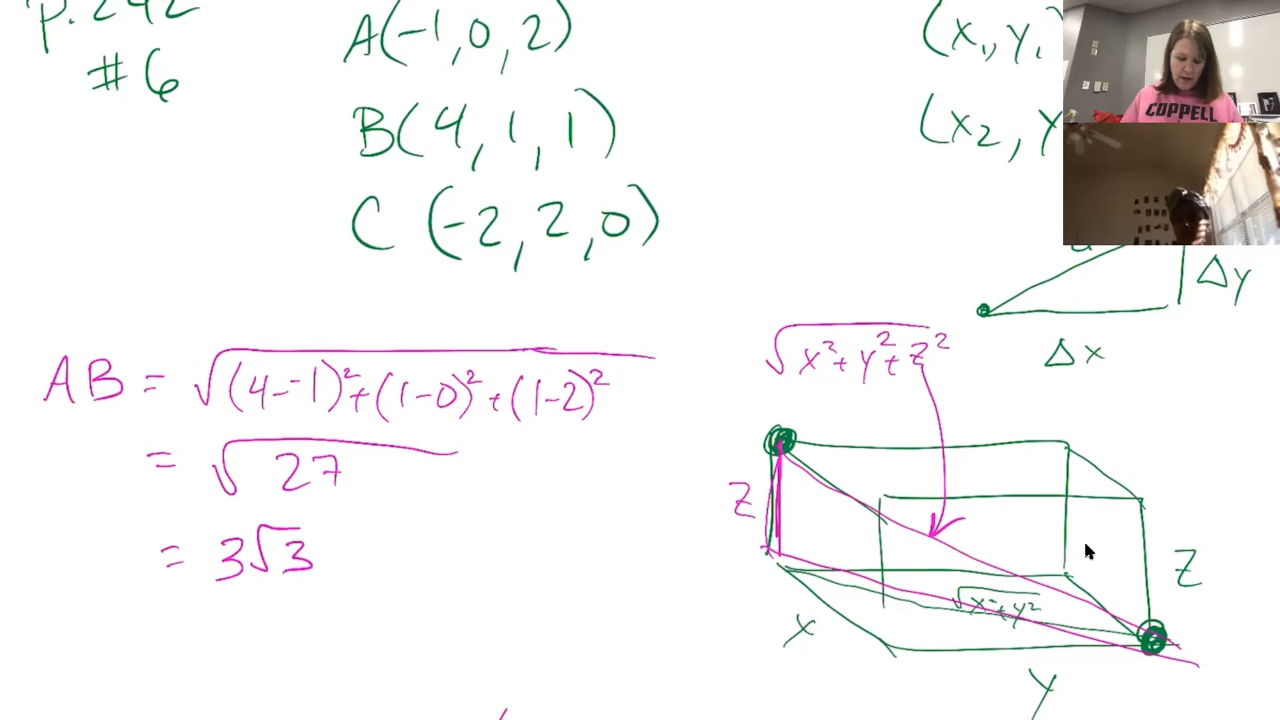 p. 242
#6
A(-1,0,2)
B(4,1,1)
C (-2,2,0)
(x₁,y₁
(x₂, y
COPPELL
Δy
Δx
AB = √(4--1)²+(1-0)²+(1-2)²
= √27
= 3√3
√x²+y²+z²
z
z
√x²+y²
x
y